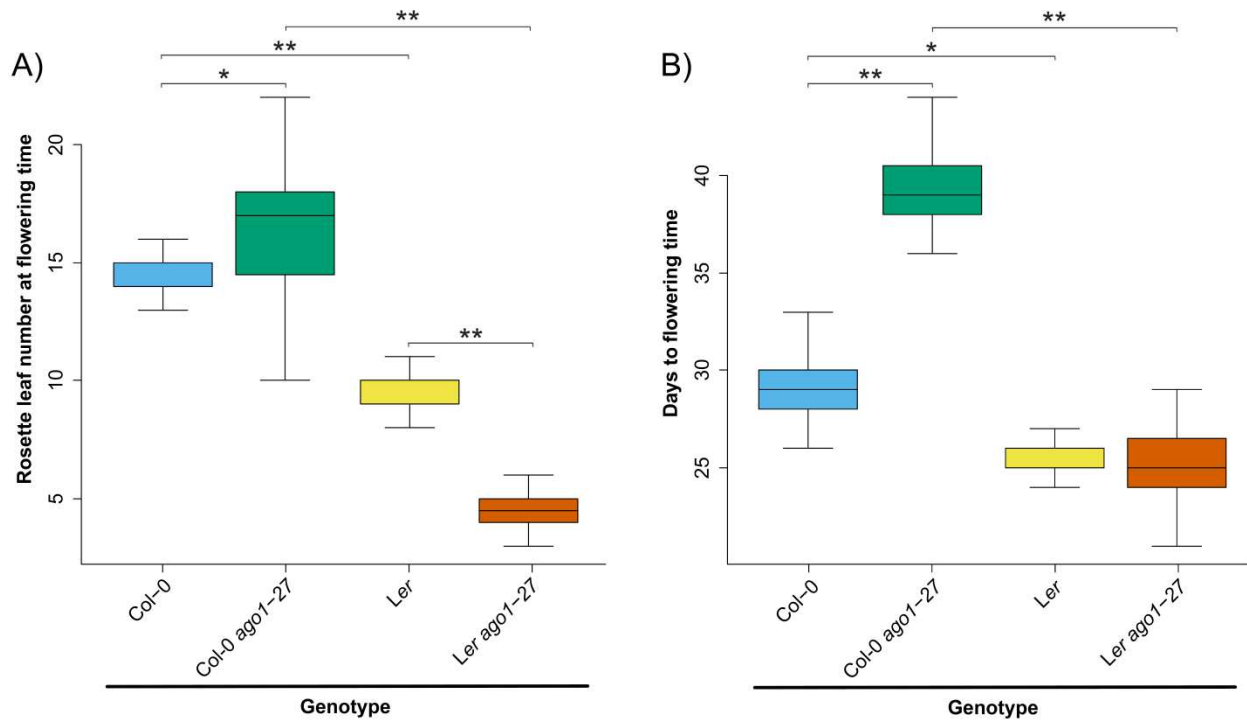 A)
**
**
*
**
Rosette leaf number at flowering time
20
15
10
5
Col−0
Col-0 ago1−27
Ler
Ler ago1−27
Genotype
B)
**
*
**
Days to flowering time
40
35
30
25
Col−0
Col-0 ago1−27
Ler
Ler ago1−27
Genotype